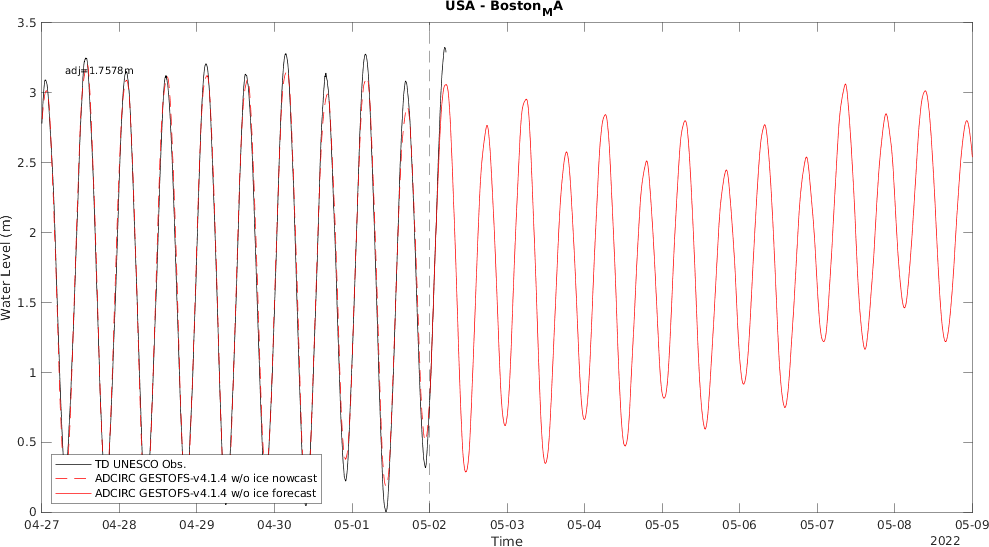 USA - Boston_MA
3.5
adj=1.7578m
3
2.5
2
1.5
1
0.5
0
Water Level (m)
TD UNESCO Obs.
ADCIRC GESTOFS-v4.1.4 w/o ice nowcast
ADCIRC GESTOFS-v4.1.4 w/o ice forecast
04-27 04-28 04-29 04-30 05-01 05-02 05-03 05-04 05-05 05-06 05-07 05-08 05-09
Time
2022